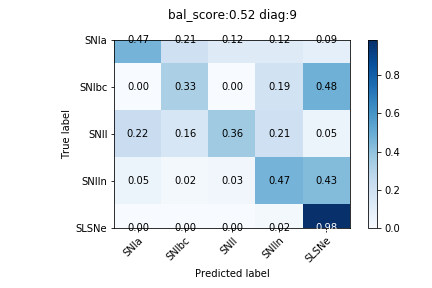 bal_score:0.52 diag:9
True label
SNIa 0.47 0.21 0.12 0.12 0.09
SNIbc 0.00 0.33 0.00 0.19 0.48
SNII 0.22 0.16 0.36 0.21 0.05
SNIIn 0.05 0.02 0.03 0.47 0.43
SLSNe 0.00 0.00 0.00 0.02 0.98
SNIa SNIbc SNII SNIIn SLSNe
Predicted label
0.8
0.6
0.4
0.2
0.0